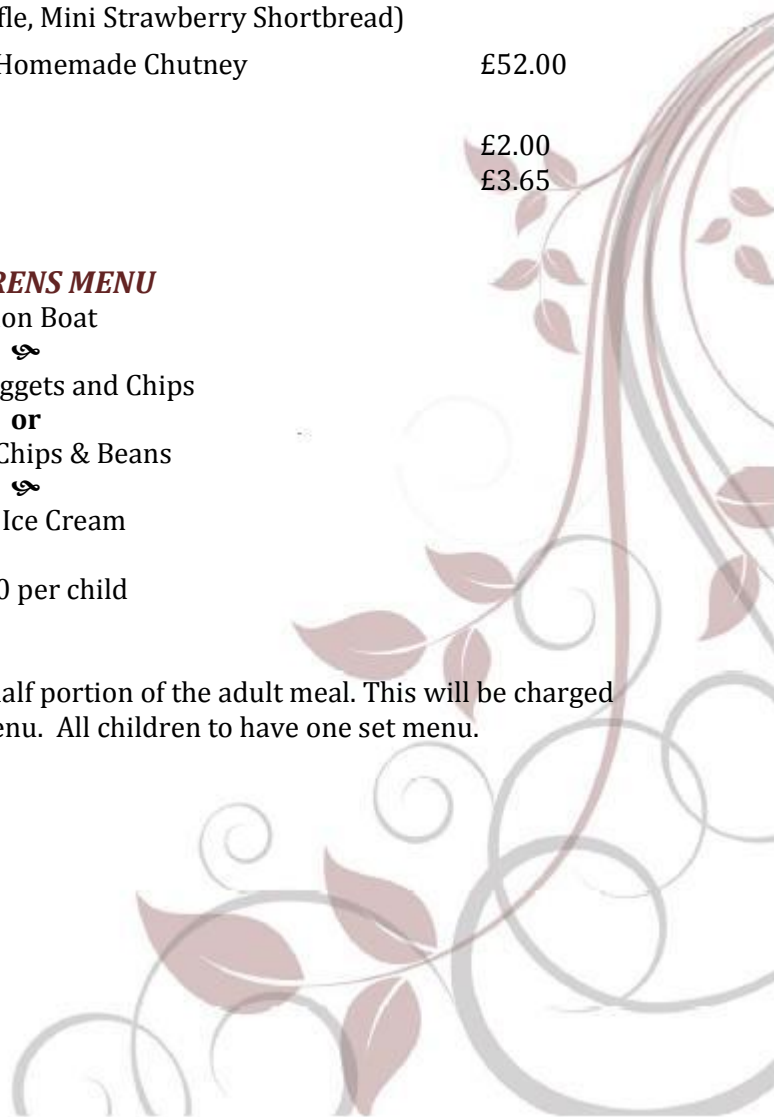 fle, Mini Strawberry Shortbread)
Homemade Chutney £52.00
£2.00
£3.65
RENS MENU
on Boat
ggets and Chips
or
Chips & Beans
Ice Cream
0 per child
alf portion of the adult meal. This will be charged
enu. All children to have one set menu.